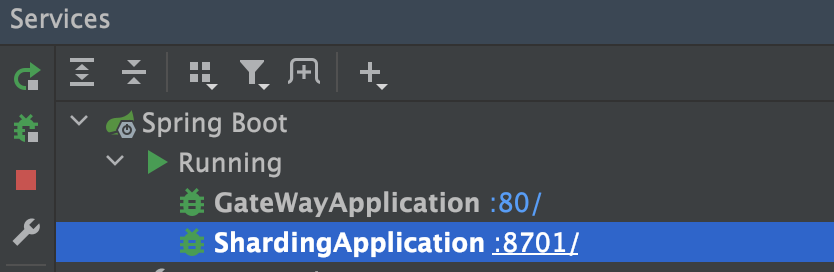 Services
Spring Boot
Running
GateWayApplication :80/
ShardingApplication :8701/